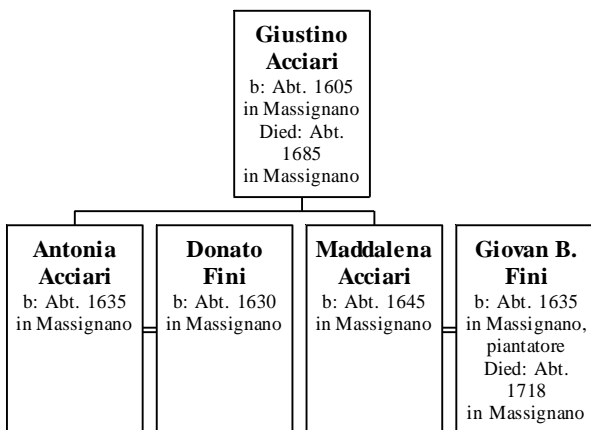 Giustino
Acciari
b: Abt. 1605
in Massignano
Died: Abt.
1685
in Massignano
Antonia
Acciari
b: Abt. 1635
in Massignano
Donato
Fini
b: Abt. 1630
in Massignano
Maddalena
Acciari
b: Abt. 1645
in Massignano
Giovan B.
Fini
b: Abt. 1635
in Massignano,
piantatore
Died: Abt.
1718
in Massignano